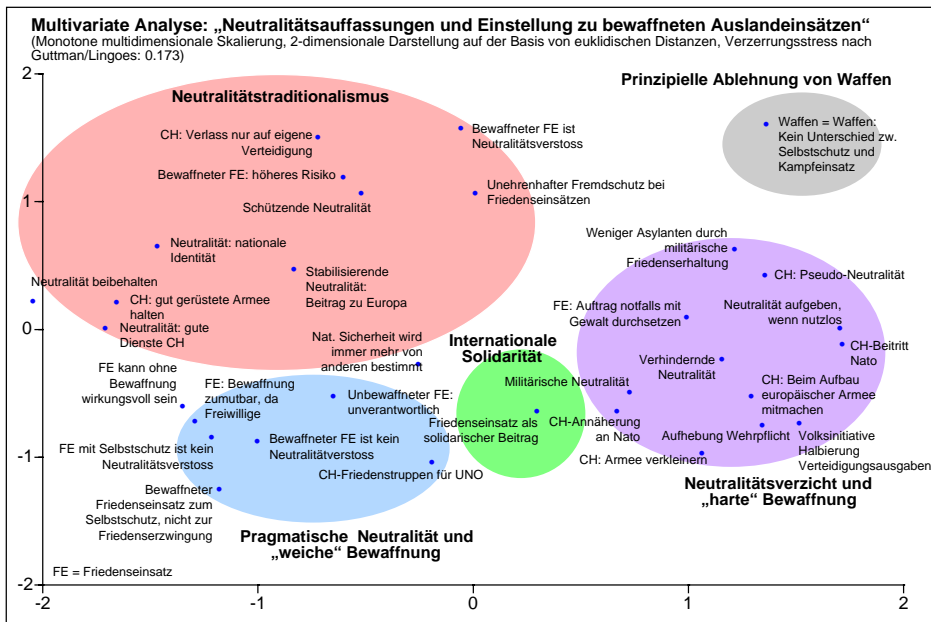 Multivariate Analyse: „Neutralitätsauffassungen und Einstellung zu bewaffneten Auslandeinsätzen“
(Monotone multidimensionale Skalierung, 2-dimensionale Darstellung auf der Basis von euklidischen Distanzen, Verzerrungsstress nach
Guttman/Lingoes: 0.173)
2
1
0
-1
-2
Neutralitätstraditionalismus
CH: Verlass nur auf eigene
Verteidigung
Bewaffneter FE ist
Neutralitätsverstoss
Bewaffneter FE: höheres Risiko
Schützende Neutralität
Unehrenhafter Fremdschutz bei
Friedenseinsätzen
Neutralität: nationale
Identität
Stabilisierende
Neutralität:
Beitrag zu Europa
Neutralität beibehalten
CH: gut gerüstete Armee
halten
Neutralität: gute
Dienste CH
Nat. Sicherheit wird
immer mehr von
anderen bestimmt
Prinzipielle Ablehnung von Waffen
Waffen = Waffen:
Kein Unterschied zw.
Selbstschutz und
Kampfeinsatz
Weniger Asylanten durch
militärische
Friedenserhaltung
CH: Pseudo-Neutralität
FE: Auftrag notfalls mit
Gewalt durchsetzen
Neutralität aufgeben,
wenn nutzlos
CH-Beitritt
Nato
Verhindernde
Neutralität
CH: Beim Aufbau
europäischer Armee
mitmachen
Militärische Neutralität
CH-Annäherung
an Nato
Aufhebung Wehrpflicht
Volksinitiative
Halbierung
Verteidigungsausgaben
CH: Armee verkleinern
Neutralitätsverzicht und
„harte“ Bewaffnung
Internationale
Solidarität
Friedenseinsatz als
solidarischer Beitrag
FE kann ohne
Bewaffnung
wirkungsvoll sein
FE: Bewaffnung
zumutbar, da
Freiwillige
Unbewaffneter FE:
unverantwortlich
FE mit Selbstschutz ist kein
Neutralitätsverstoss
Bewaffneter FE ist kein
Neutralitätsverstoss
CH-Friedenstruppen für UNO
Bewaffneter
Friedenseinsatz zum
Selbstschutz, nicht zur
Friedenserzwingung
Pragmatische Neutralität und
„weiche“ Bewaffnung
FE = Friedenseinsatz
-2
-1
0
1
2